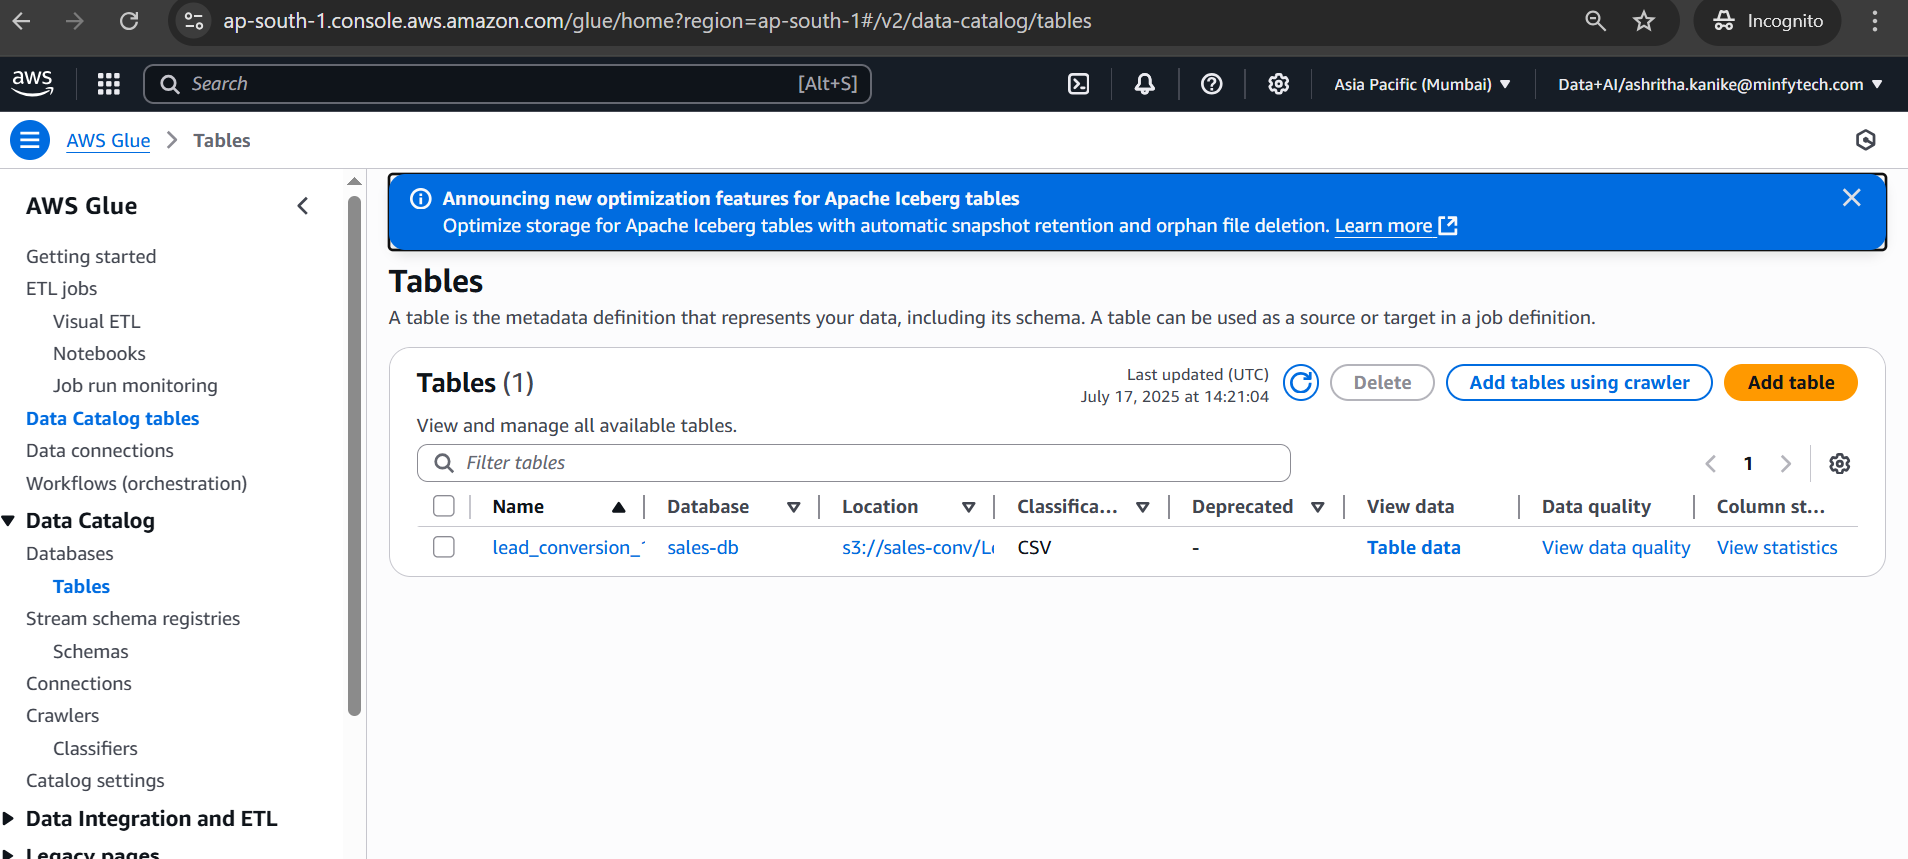 ap-south-1.console.aws.amazon.com/glue/home?region=ap-south-1#/v2/data-catalog/tables
Incognito
aws
Search
[Alt+S]
Asia Pacific (Mumbai)
Data+AI/ashritha.kanike@minfytech.com
AWS Glue
Tables
AWS Glue
Getting started
ETL jobs
Visual ETL
Notebooks
Job run monitoring
Data Catalog tables
Data connections
Workflows (orchestration)
Data Catalog
Databases
Tables
Stream schema registries
Schemas
Connections
Crawlers
Classifiers
Catalog settings
Data Integration and ETL
Legacy pages
Announcing new optimization features for Apache Iceberg tables
Optimize storage for Apache Iceberg tables with automatic snapshot retention and orphan file deletion. Learn more
Tables
A table is the metadata definition that represents your data, including its schema. A table can be used as a source or target in a job definition.
Tables (1)
Last updated (UTC)
July 17, 2025 at 14:21:04
Delete
Add tables using crawler
Add table
View and manage all available tables.
Filter tables
1
Name Database Location Classifica... Deprecated View data Data quality Column st...
lead_conversion_ sales-db s3://sales-conv/L CSV - Table data View data quality View statistics